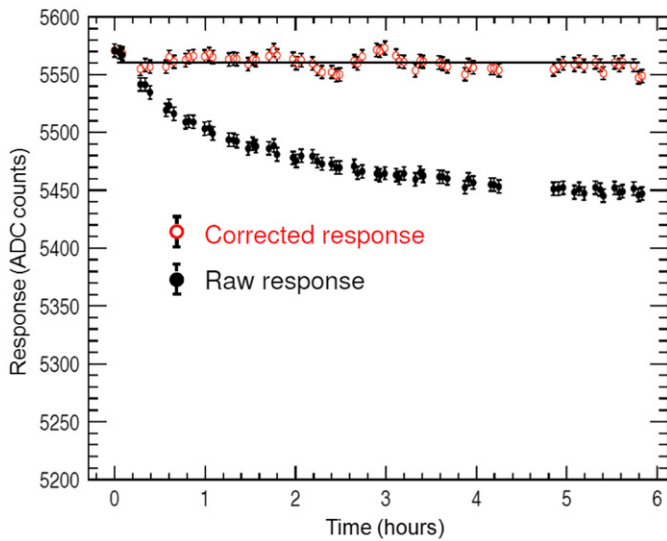 Response (ADC counts)
5600
5550
5500
5450
5400
5350
5300
5250
5200
Corrected response
Raw response
0 1 2 3 4 5 6
Time (hours)